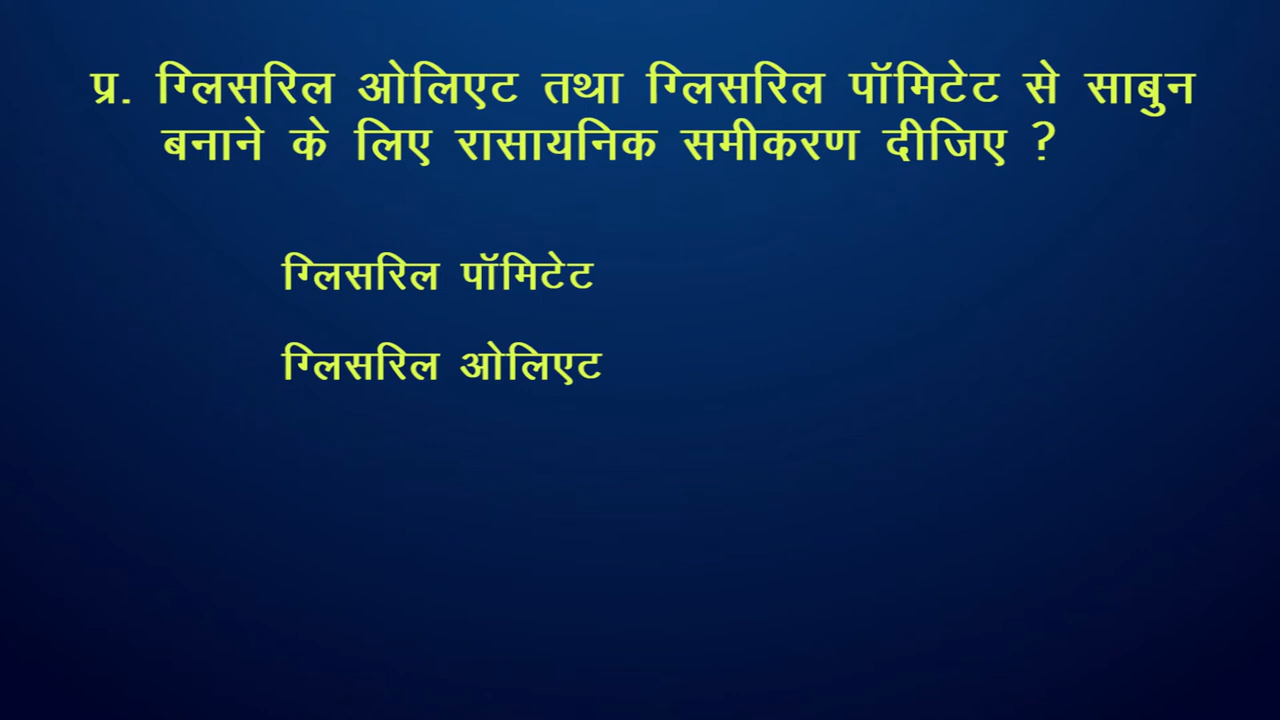 प्र. ग्लिसरिल ओलिएट तथा ग्लिसरिल पॉमिटेट से साबुन
बनाने के लिए रासायनिक समीकरण दीजिए ?
ग्लिसरिल पॉमिटेट
ग्लिसरिल ओलिएट